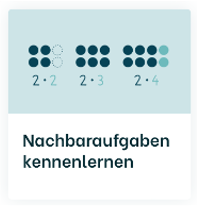 2 · 2 2 · 3 2 · 4
Nachbaraufgaben
kennenlernen